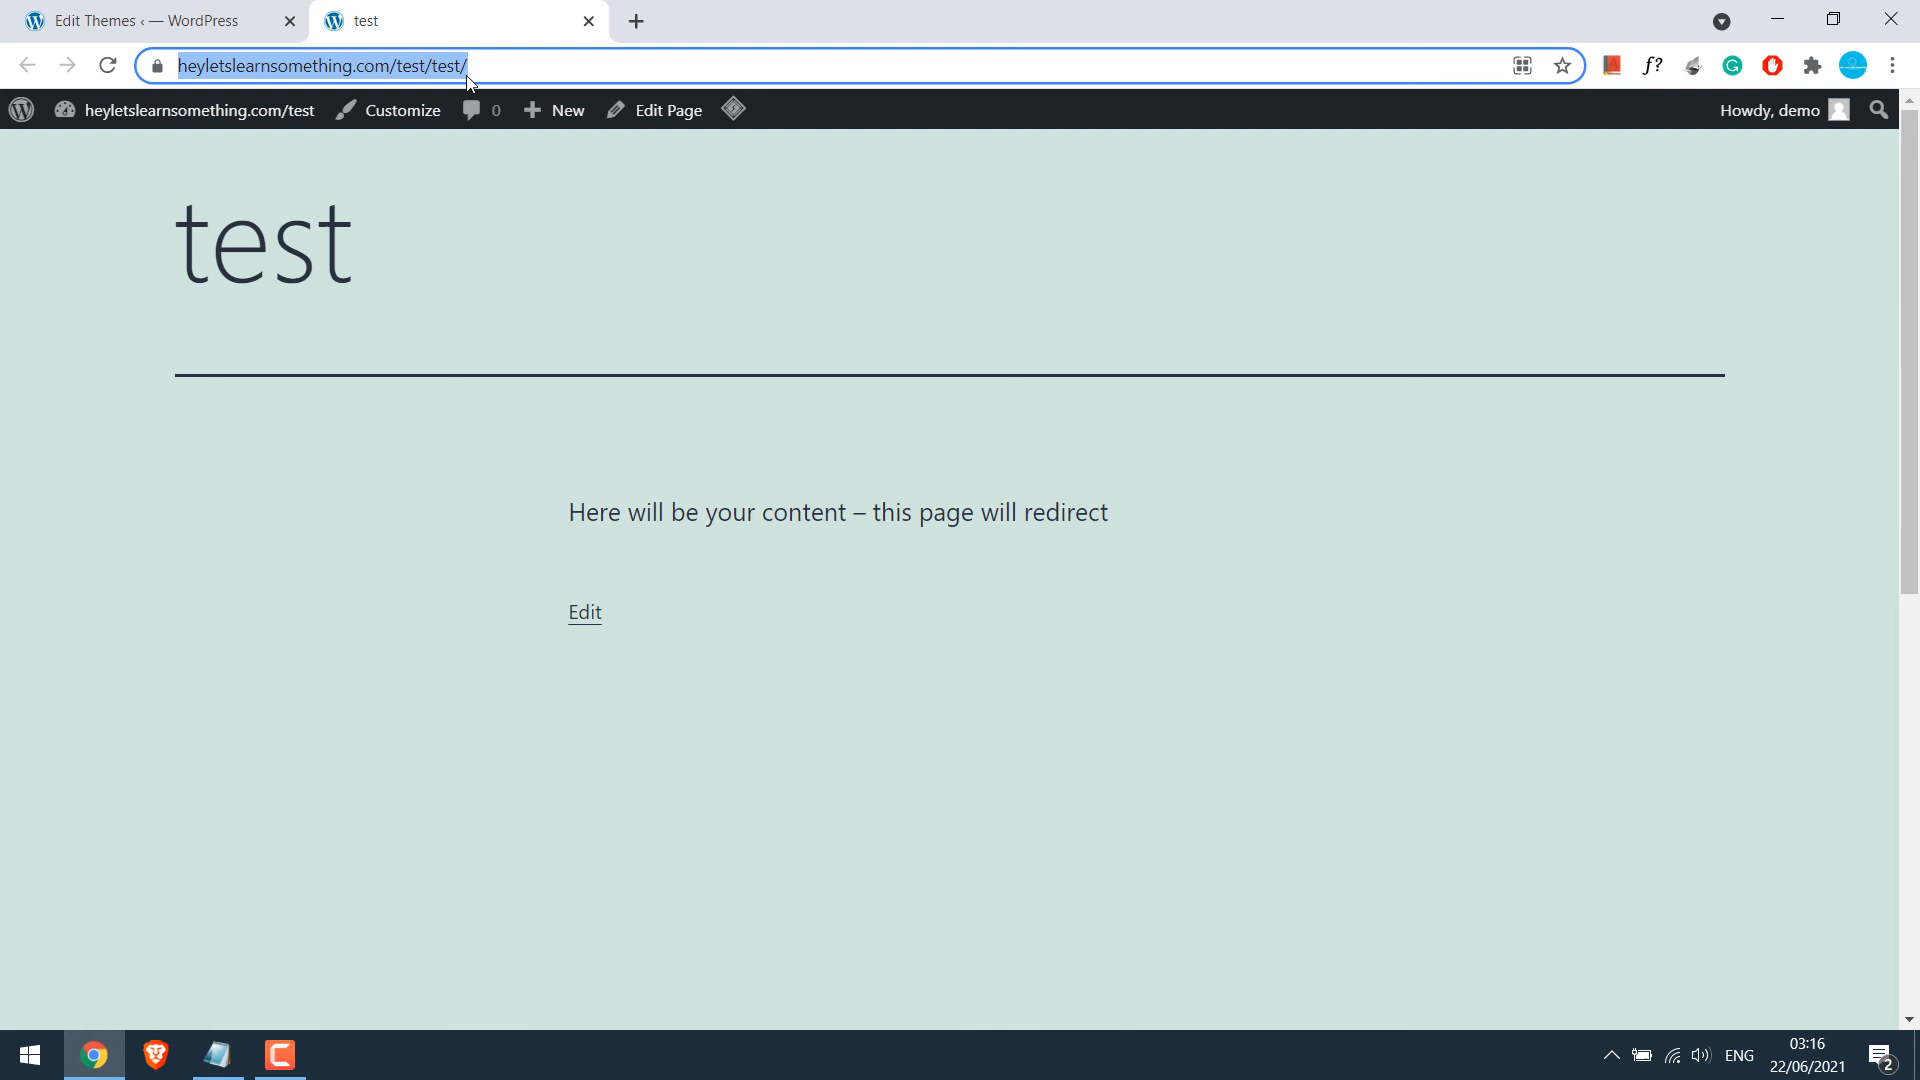 Edit Themes ‹ — WordPress
test
heyletslearnsomething.com/test/test/
f?
heyletslearnsomething.com/test
Customize
0
New
Edit Page
Howdy, demo
test
Here will be your content – this page will redirect
Edit
ENG
03:16
22/06/2021
2